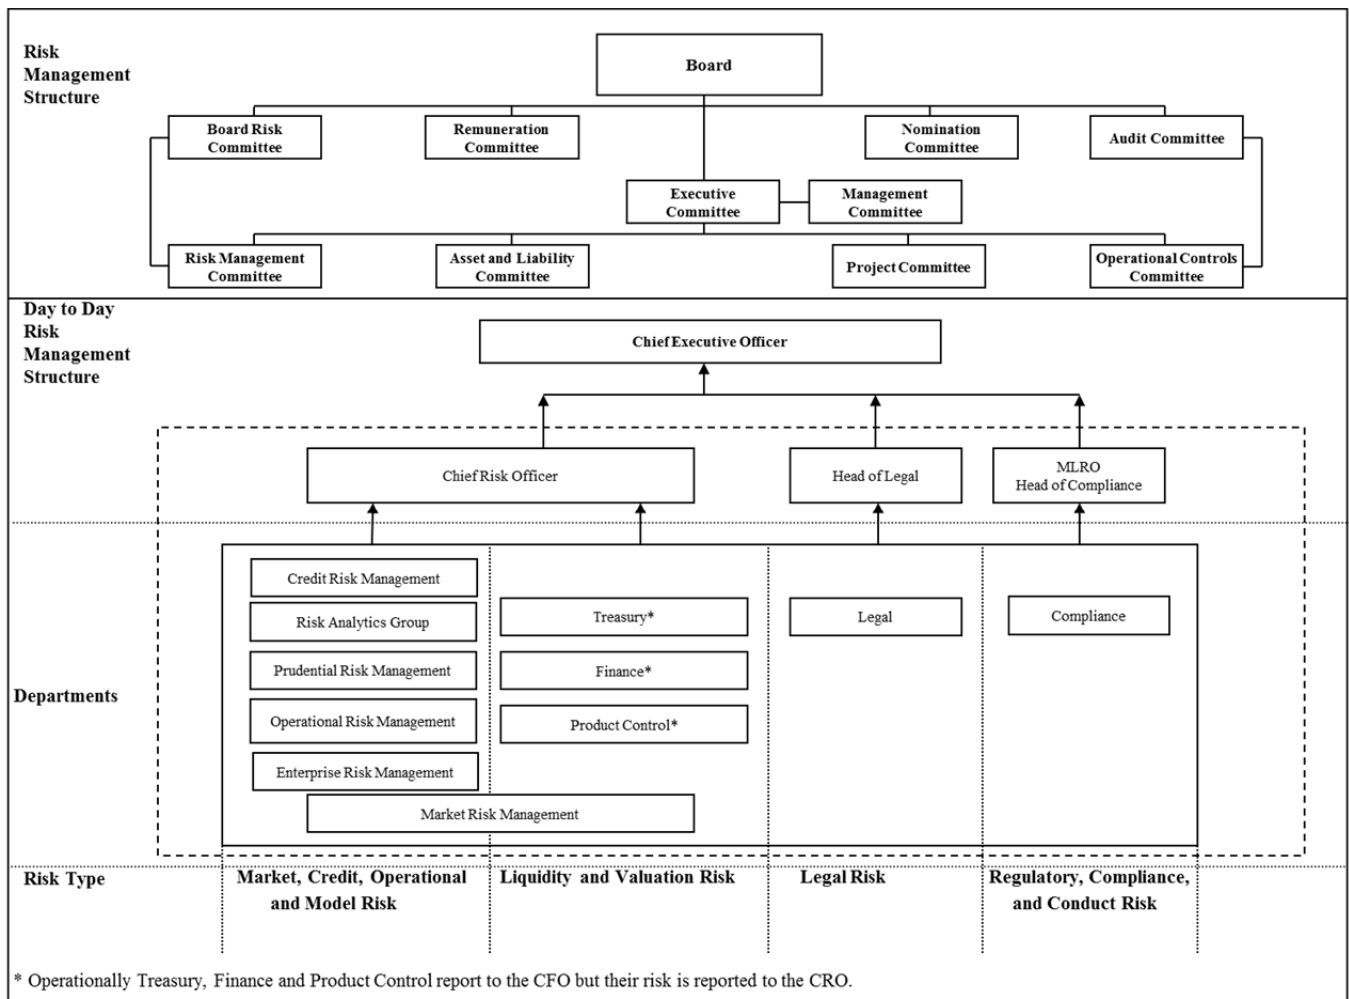 Risk
Management
Structure
Board
Board Risk
Committee
Remuneration
Committee
Nomination
Committee
Audit Committee
Executive
Committee
Management
Committee
Risk Management
Committee
Asset and Liability
Committee
Project Committee
Operational Controls
Committee
Day to Day
Risk
Management
Structure
Chief Executive Officer
Chief Risk Officer
Head of Legal
MLRO
Head of Compliance
Departments
Credit Risk Management
Risk Analytics Group
Prudential Risk Management
Operational Risk Management
Enterprise Risk Management
Market Risk Management
Treasury*
Finance*
Product Control*
Legal
Compliance
Risk Type
Market, Credit, Operational
and Model Risk
Liquidity and Valuation Risk
Legal Risk
Regulatory, Compliance,
and Conduct Risk
* Operationally Treasury, Finance and Product Control report to the CFO but their risk is reported to the CRO.